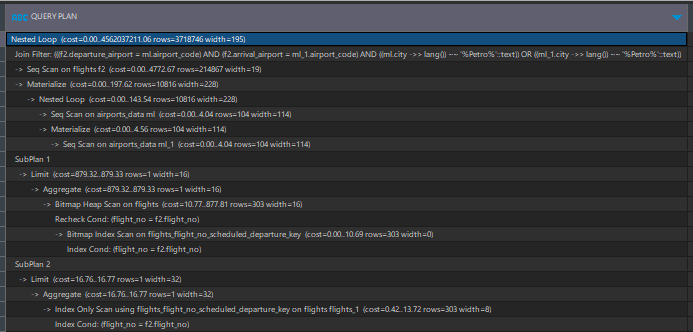 ABC QUERY PLAN
Nested Loop (cost=0.00..4562037211.06 rows=3718746 width=195)
Join Filter: (((f2.departure_airport = ml.airport_code) AND (f2.arrival_airport = ml_1.airport_code) AND ((ml.city ->> lang()) ~~ '%Petro%'::text)) OR ((ml_1.city ->> lang()) ~~ '%Petro%'::text))
-> Seq Scan on flights f2 (cost=0.00..4772.67 rows=214867 width=19)
-> Materialize (cost=0.00..197.62 rows=10816 width=228)
-> Nested Loop (cost=0.00..143.54 rows=10816 width=228)
-> Seq Scan on airports_data ml (cost=0.00..4.04 rows=104 width=114)
-> Materialize (cost=0.00..4.56 rows=104 width=114)
-> Seq Scan on airports_data ml_1 (cost=0.00..4.04 rows=104 width=114)
SubPlan 1
-> Limit (cost=879.32..879.33 rows=1 width=16)
-> Aggregate (cost=879.32..879.33 rows=1 width=16)
-> Bitmap Heap Scan on flights (cost=10.77..877.81 rows=303 width=16)
Recheck Cond: (flight_no = f2.flight_no)
-> Bitmap Index Scan on flights_flight_no_scheduled_departure_key (cost=0.00..10.69 rows=303 width=0)
Index Cond: (flight_no = f2.flight_no)
SubPlan 2
-> Limit (cost=16.76..16.77 rows=1 width=32)
-> Aggregate (cost=16.76..16.77 rows=1 width=32)
-> Index Only Scan using flights_flight_no_scheduled_departure_key on flights flights_1 (cost=0.42..13.72 rows=303 width=8)
Index Cond: (flight_no = f2.flight_no)